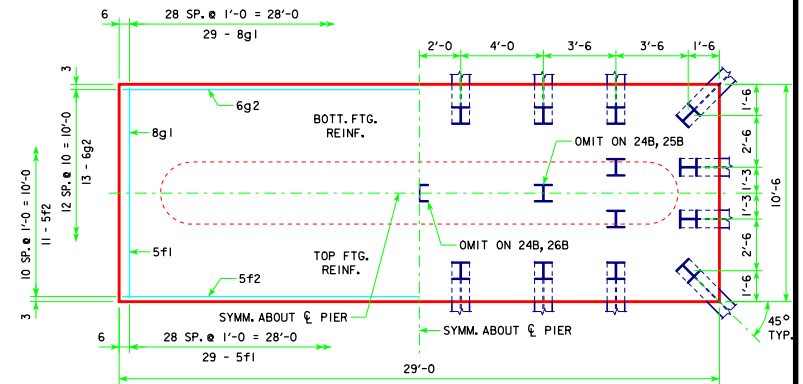 6
28 SP.@ 1'-0 = 28'-0
29 - 8g1
2'-0
4'-0
3'-6
3'-6
1'-6
3
6g2
8g1
BOTT. FTG.
REINF.
12 SP.@ 10 = 10'-0
13 - 6g2
10 SP.@ 1'-0 = 10'-0
11 - 5f2
OMIT ON 24B, 25B
OMIT ON 24B, 26B
1'-6
2'-6
1'-3
1'-3
2'-6
1'-6
10'-6
5f1
TOP FTG.
REINF.
5f2
3
SYMM. ABOUT ℄ PIER
SYMM. ABOUT ℄ PIER
45°
TYP.
6
28 SP.@ 1'-0 = 28'-0
29 - 5f1
29'-0